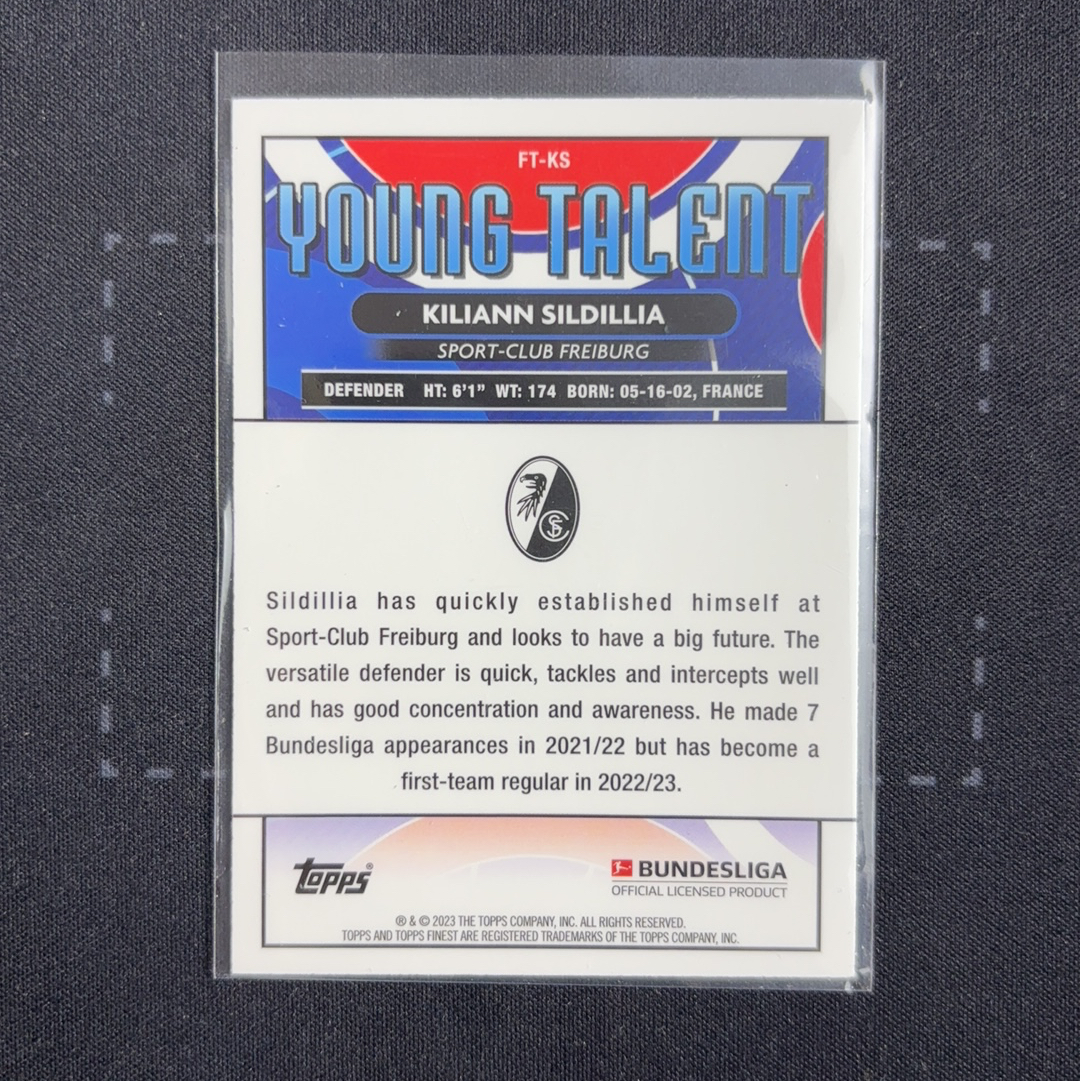 FT-KS
YOUNG TALENT
KILIANN SILDILLIA
SPORT-CLUB FREIBURG
DEFENDER HT: 6'1" WT: 174 BORN: 05-16-02, FRANCE
SC
Sildillia has quickly established himself at
Sport-Club Freiburg and looks to have a big future. The
versatile defender is quick, tackles and intercepts well
and has good concentration and awareness. He made 7
Bundesliga appearances in 2021/22 but has become a
first-team regular in 2022/23.
topps®
BUNDESLIGA
OFFICIAL LICENSED PRODUCT
® & © 2023 THE TOPPS COMPANY, INC. ALL RIGHTS RESERVED.
TOPPS AND TOPPS FINEST ARE REGISTERED TRADEMARKS OF THE TOPPS COMPANY, INC.